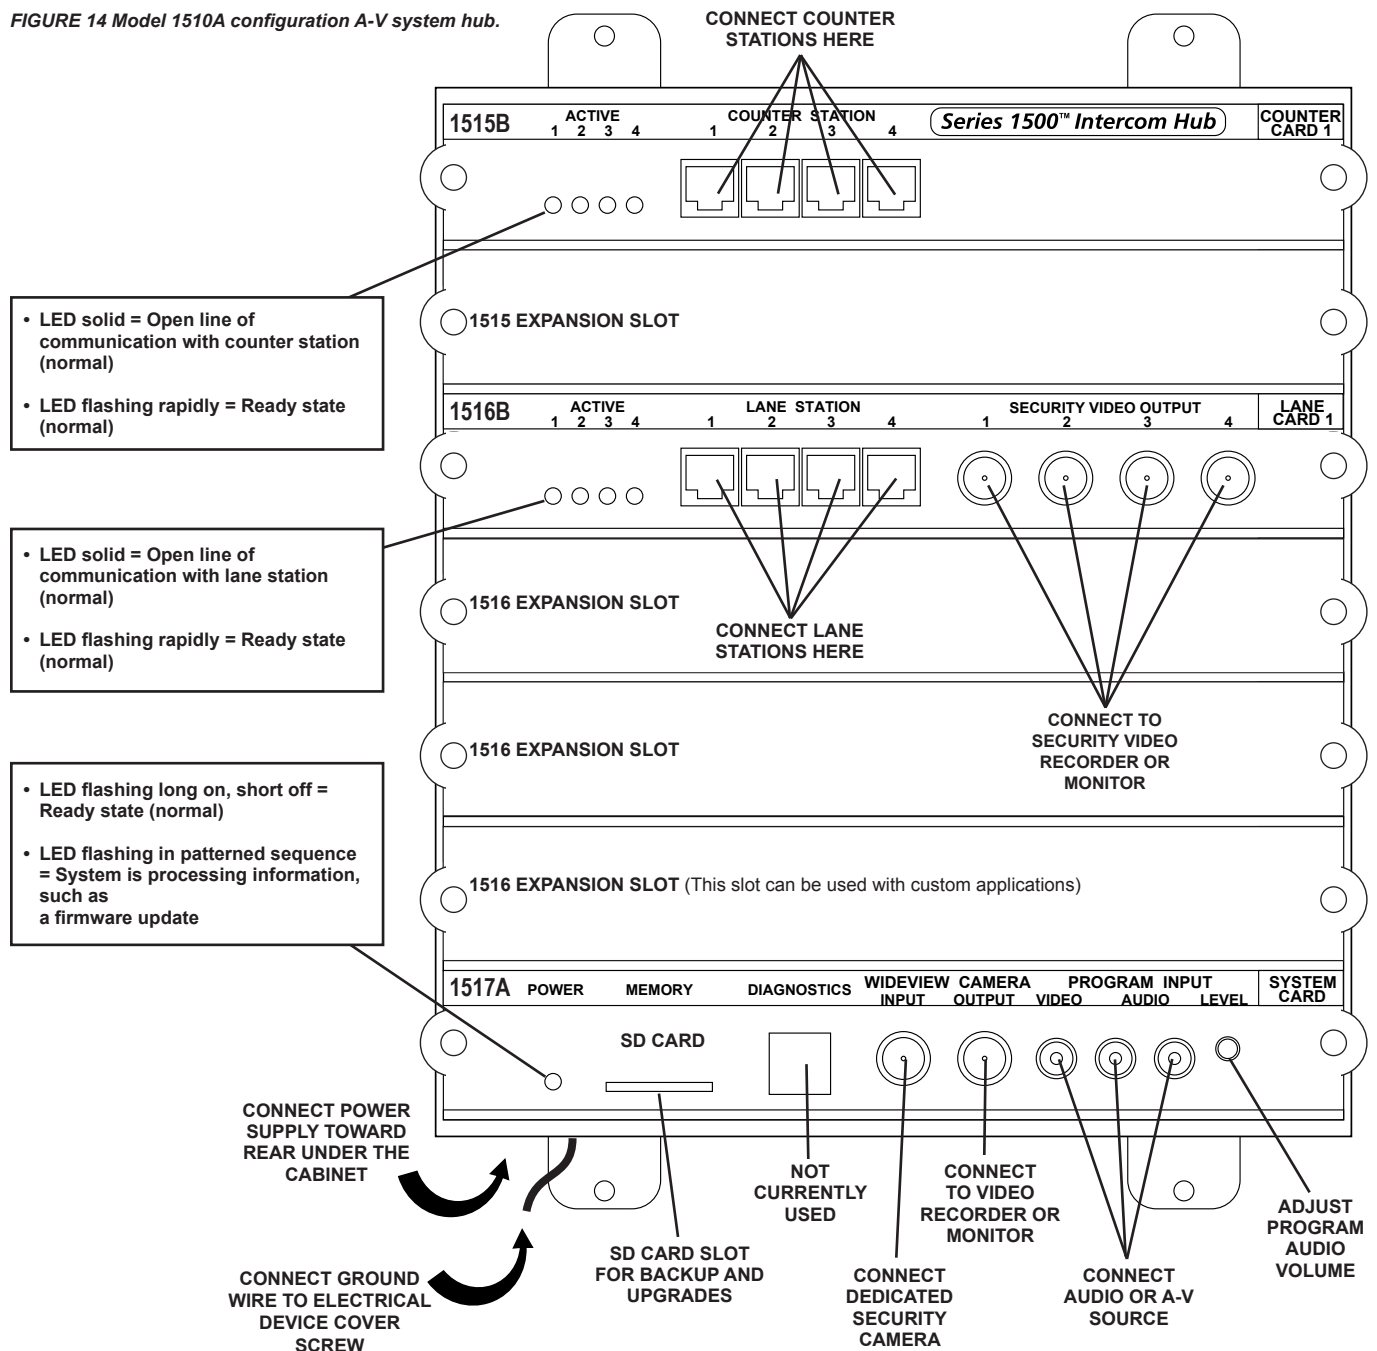 FIGURE 14 Model 1510A configuration A-V system hub.
CONNECT COUNTER
STATIONS HERE
1515B
ACTIVE
1 2 3 4
COUNTER STATION
1 2 3 4
Series 1500™ Intercom Hub
COUNTER
CARD 1
• LED solid = Open line of
communication with counter station
(normal)
• LED flashing rapidly = Ready state
(normal)
1515 EXPANSION SLOT
1516B
ACTIVE
1 2 3 4
LANE STATION
1 2 3 4
SECURITY VIDEO OUTPUT
1 2 3 4
LANE
CARD 1
• LED solid = Open line of
communication with lane station
(normal)
• LED flashing rapidly = Ready state
(normal)
1516 EXPANSION SLOT
CONNECT LANE
STATIONS HERE
CONNECT TO
SECURITY VIDEO
RECORDER OR
MONITOR
1516 EXPANSION SLOT
• LED flashing long on, short off =
Ready state (normal)
• LED flashing in patterned sequence
= System is processing information,
such as
a firmware update
1516 EXPANSION SLOT (This slot can be used with custom applications)
1517A
POWER
MEMORY
DIAGNOSTICS
WIDEVIEW CAMERA
INPUT OUTPUT
PROGRAM INPUT
VIDEO AUDIO LEVEL
SYSTEM
CARD
SD CARD
CONNECT POWER
SUPPLY TOWARD
REAR UNDER THE
CABINET
CONNECT GROUND
WIRE TO ELECTRICAL
DEVICE COVER
SCREW
SD CARD SLOT
FOR BACKUP AND
UPGRADES
NOT
CURRENTLY
USED
CONNECT
DEDICATED
SECURITY
CAMERA
CONNECT
TO VIDEO
RECORDER OR
MONITOR
CONNECT
AUDIO OR A-V
SOURCE
ADJUST
PROGRAM
AUDIO
VOLUME